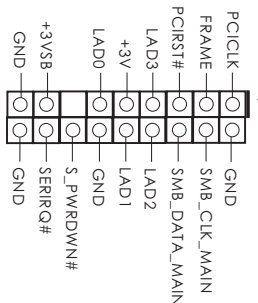 GND
+3VSB
LAD0
+3V
LAD3
PCIRST#
FRAME
PCICLK
GND
SERIRQ#
S_PWRDWN#
GND
LAD1
LAD2
SMB_DATA_MAIN
SMB_CLK_MAIN
GND